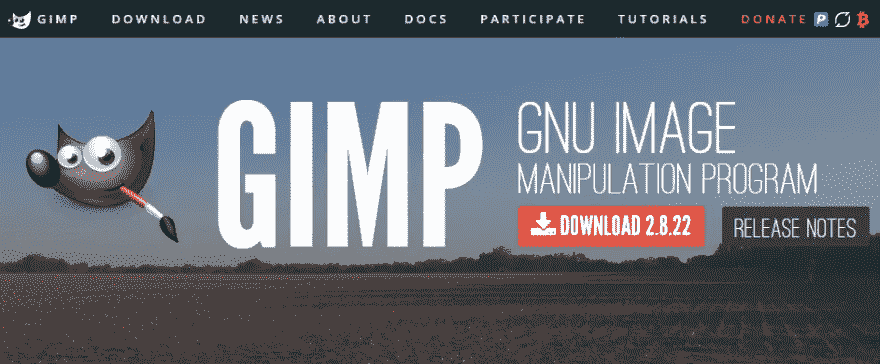 GIMP DOWNLOAD NEWS ABOUT DOCS PARTICIPATE TUTORIALS DONATE
GIMP
GNU IMAGE
MANIPULATION PROGRAM
DOWNLOAD 2.8.22
RELEASE NOTES